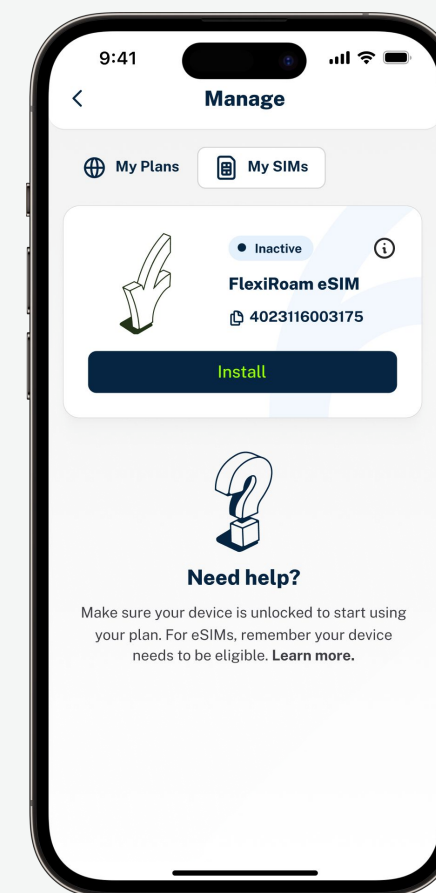 9:41
Manage
My Plans
My SIMs
Inactive
FlexiRoam eSIM
4023116003175
Install
Need help?
Make sure your device is unlocked to start using
your plan. For eSIMs, remember your device
needs to be eligible. Learn more.